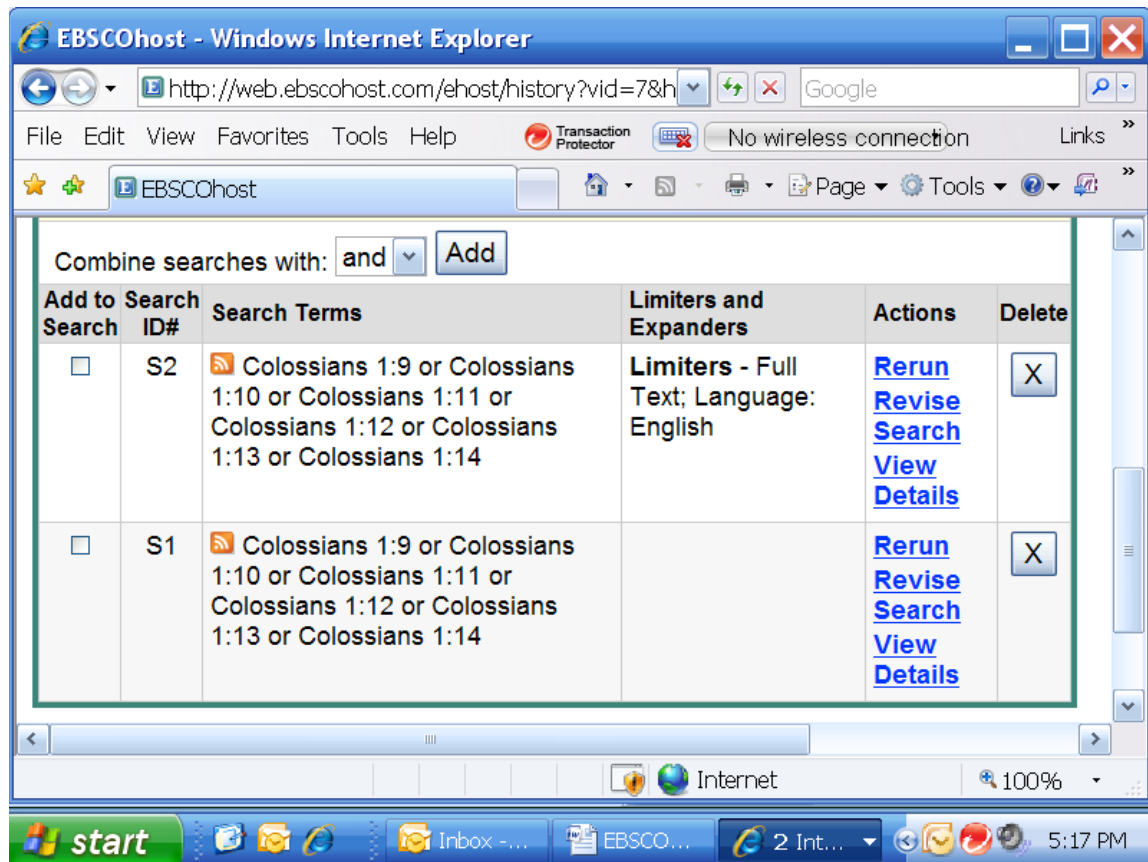 EBSCOhost - Windows Internet Explorer
http://web.ebscohost.com/ehost/history?vid=7&h
Google
File Edit View Favorites Tools Help
Transaction
Protector
No wireless connection
Links »
EBSCOhost
Page
Tools
»
Combine searches with: and Add
Add to
Search
Search
ID#
Search Terms
Limiters and
Expanders
Actions
Delete
S2
Colossians 1:9 or Colossians
1:10 or Colossians 1:11 or
Colossians 1:12 or Colossians
1:13 or Colossians 1:14
Limiters - Full
Text; Language:
English
Rerun
Revise
Search
View
Details
X
S1
Colossians 1:9 or Colossians
1:10 or Colossians 1:11 or
Colossians 1:12 or Colossians
1:13 or Colossians 1:14
Rerun
Revise
Search
View
Details
X
Internet
100%
start
Inbox -...
EBSCO...
2 Int...
5:17 PM